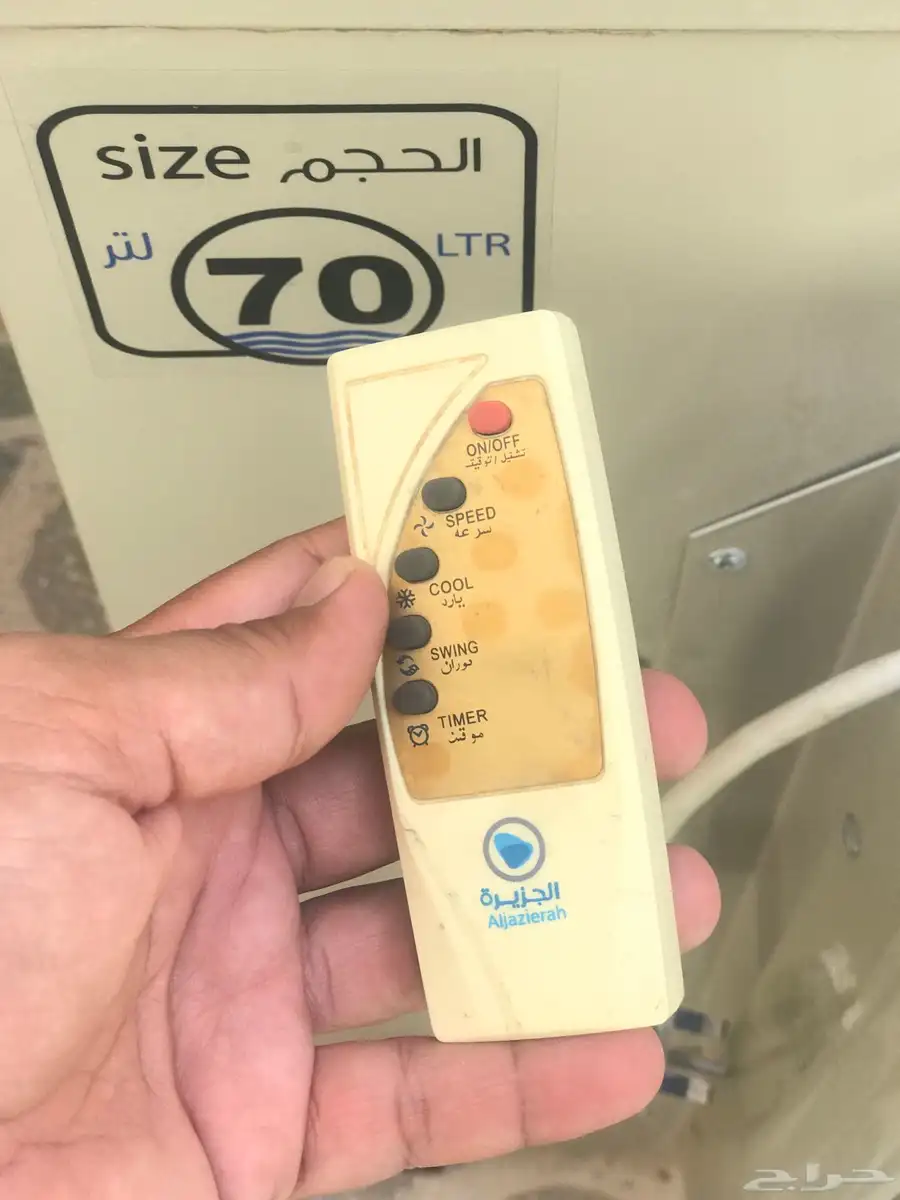 size الحجم
لتر 70 LTR
ON/OFF
تشغيل/توقيف
SPEED
سرعه
COOL
بارد
SWING
دوران
TIMER
موقت
الجزيرة
Aljazierah
حراج